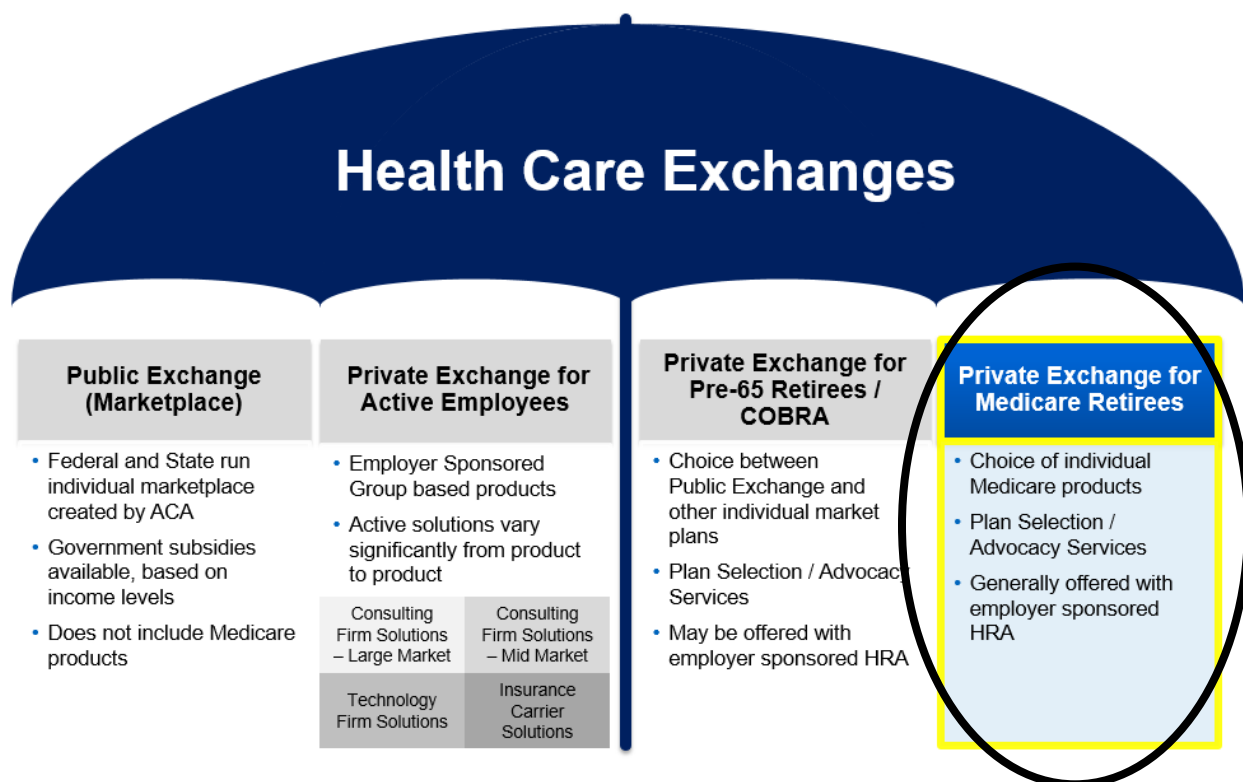 Health Care Exchanges
Public Exchange
(Marketplace)
• Federal and State run
individual marketplace
created by ACA
• Government subsidies
available, based on
income levels
• Does not include Medicare
products
Private Exchange for
Active Employees
• Employer Sponsored
Group based products
• Active solutions vary
significantly from product
to product
Consulting
Firm Solutions
– Large Market
Consulting
Firm Solutions
– Mid Market
Technology
Firm Solutions
Insurance
Carrier
Solutions
Private Exchange for
Pre-65 Retirees /
COBRA
• Choice between
Public Exchange and
other individual market
plans
• Plan Selection / Advocacy
Services
• May be offered with
employer sponsored HRA
Private Exchange for
Medicare Retirees
• Choice of individual
Medicare products
• Plan Selection /
Advocacy Services
• Generally offered with
employer sponsored
HRA